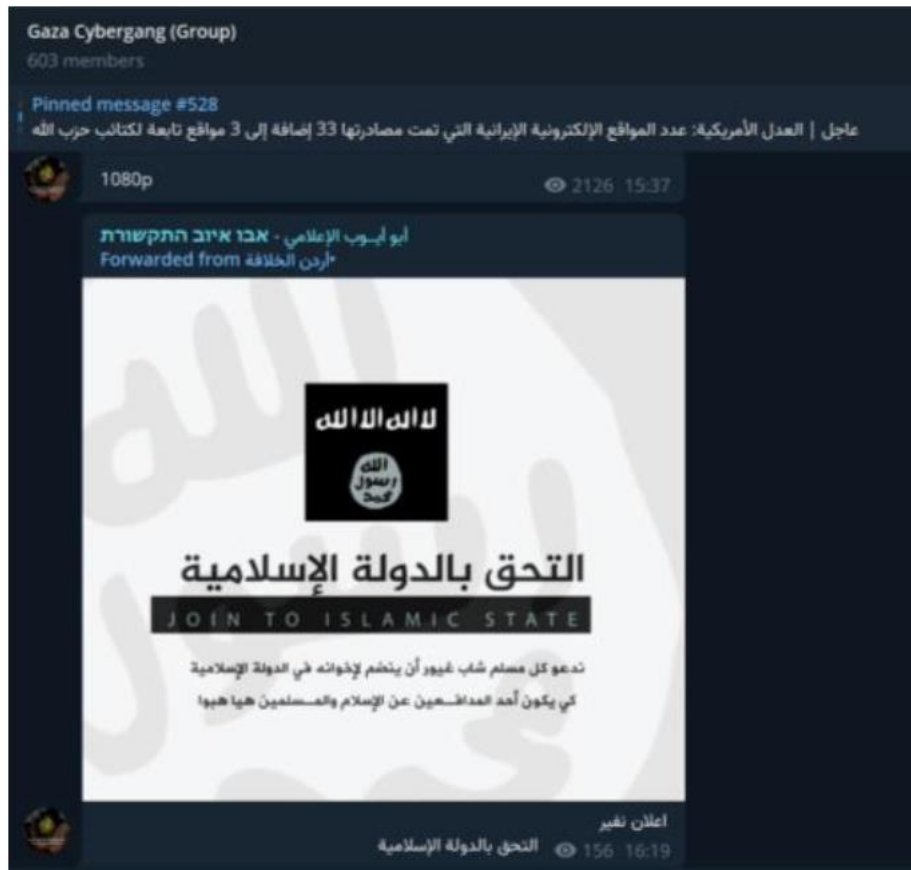 Gaza Cybergang (Group)
603 members
Pinned message #528
عاجل | العدل الأمريكية: عدد المواقع الإلكترونية الإيرانية التي تمت مصادرتها 33 إضافة إلى 3 مواقع تابعة لكتائب حزب الله
1080p
2126 15:37
أبو أيــوب الإعلامي - אבו איוב התקשורת
Forwarded from أردن الخلافة•
لا اله الا الله
الله
رسول
محمد
التحق بالدولة الإسلامية
JOIN TO ISLAMIC STATE
ندعو كل مسلم شاب غيور أن ينضم لإخوانه في الدولة الإسلامية
كي يكون أحد المدافــعين عن الإسلام والمــسلمين هيا هبوا
اعلان نفير
التحق بالدولة الإسلامية
156 16:19